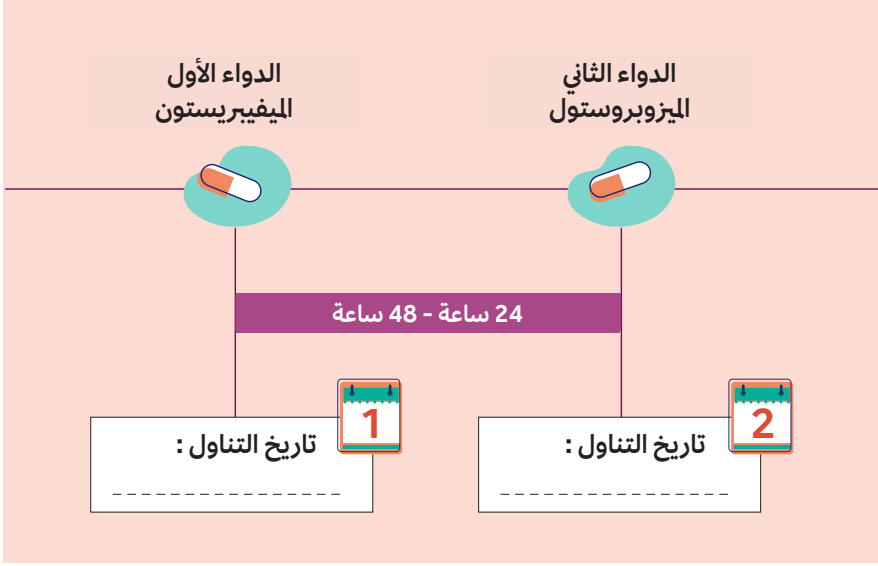 الدواء الأول
الميفيبريستون
الدواء الثاني
الميزوبروستول
24 ساعة - 48 ساعة
1
تاريخ التناول :
2
تاريخ التناول :